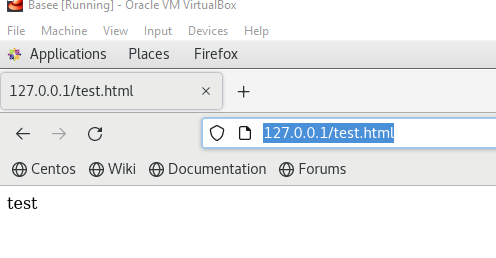 Basee [Running] - Oracle VM VirtualBox
File Machine View Input Devices Help
Applications Places Firefox
127.0.0.1/test.html × +
127.0.0.1/test.html
Centos Wiki Documentation Forums
test